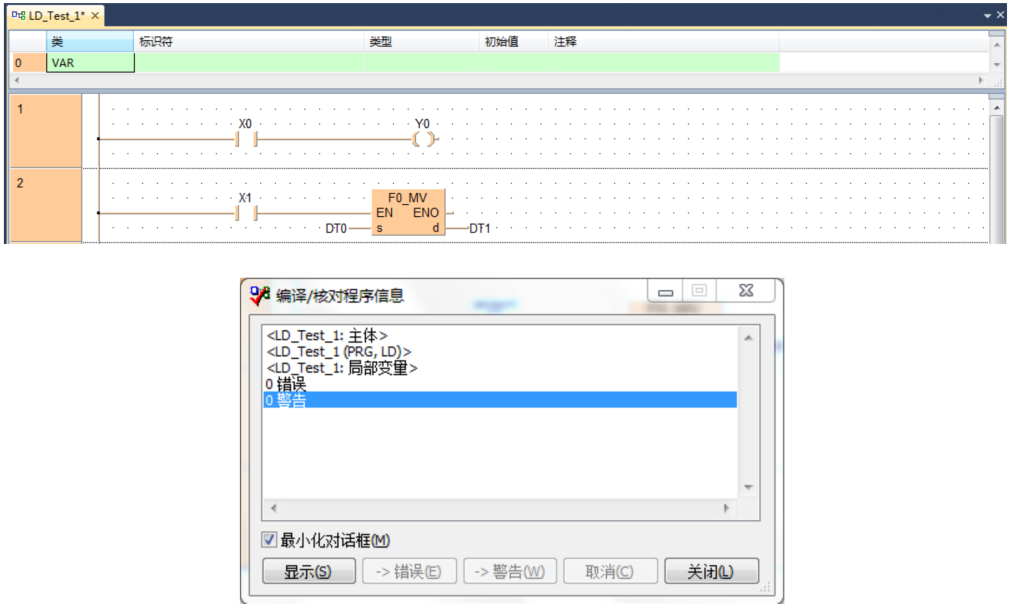 LD_Test_1*
类 标识符 类型 初始值 注释
0 VAR
1
X0 Y0
2
X1 F0_MV
EN ENO
DT0 s d DT1
编译/核对程序信息
<LD_Test_1: 主体>
<LD_Test_1 (PRG, LD)>
<LD_Test_1: 局部变量>
0 错误
0 警告
最小化对话框(M)
显示(S) -> 错误(E) -> 警告(W) 取消(C) 关闭(L)